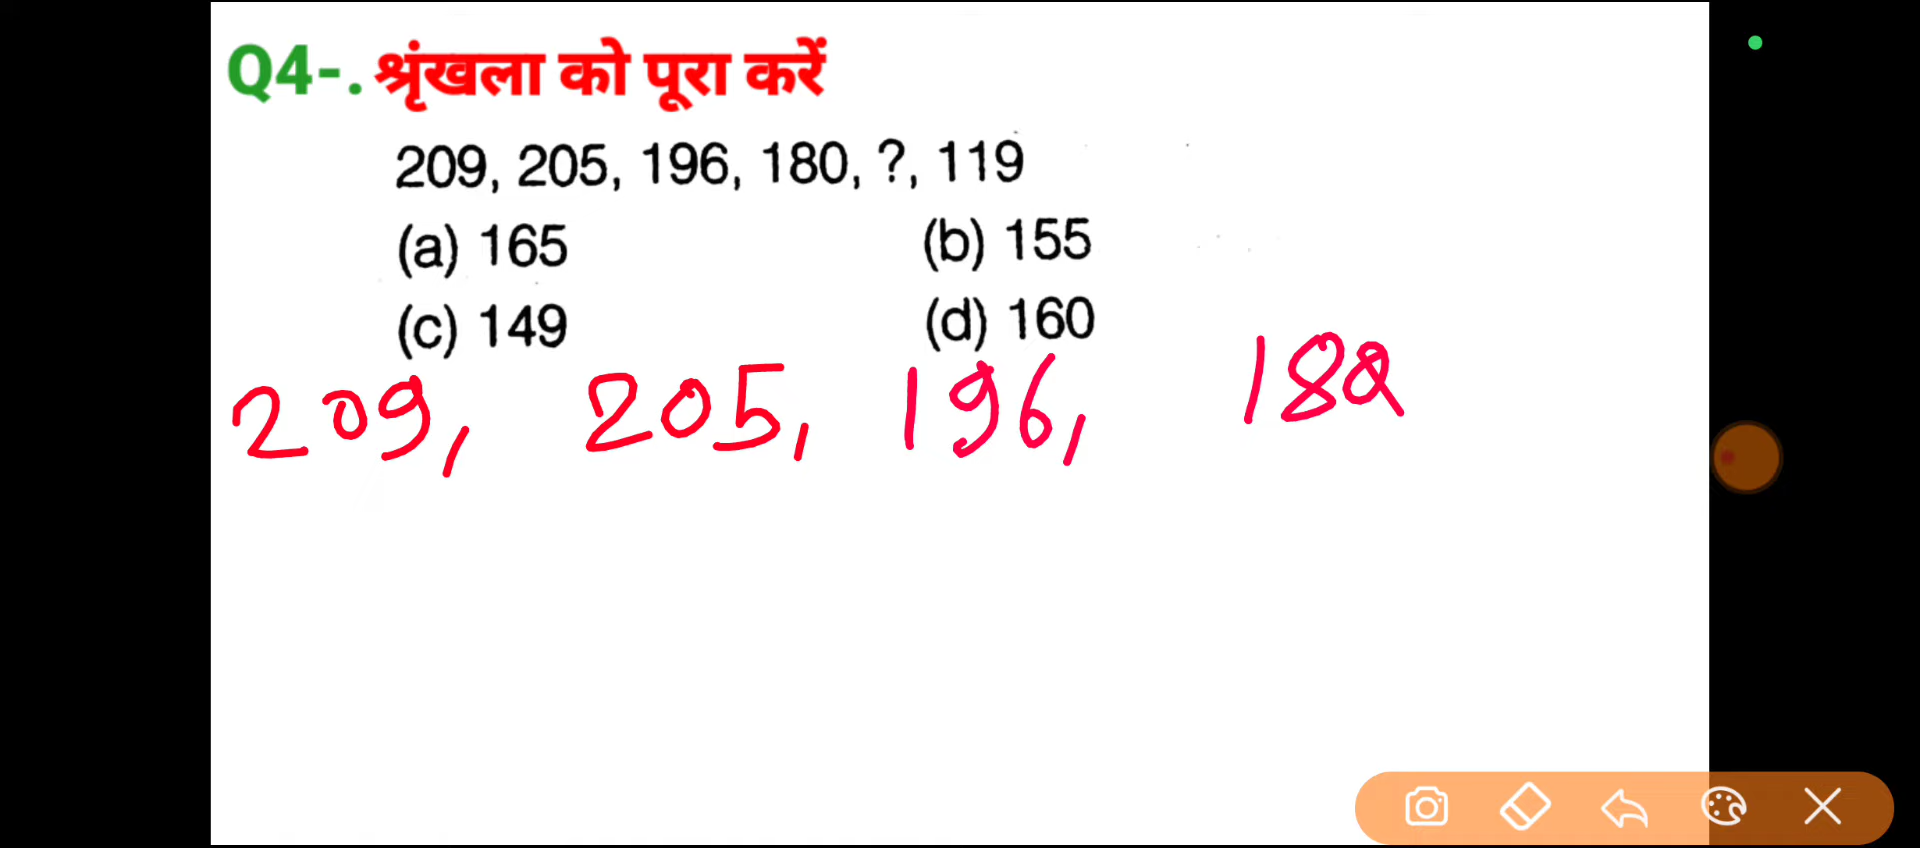 Q4-. श्रृंखला को पूरा करें
209, 205, 196, 180, ?, 119
(a) 165 (b) 155
(c) 149 (d) 160
209, 205, 196, 180